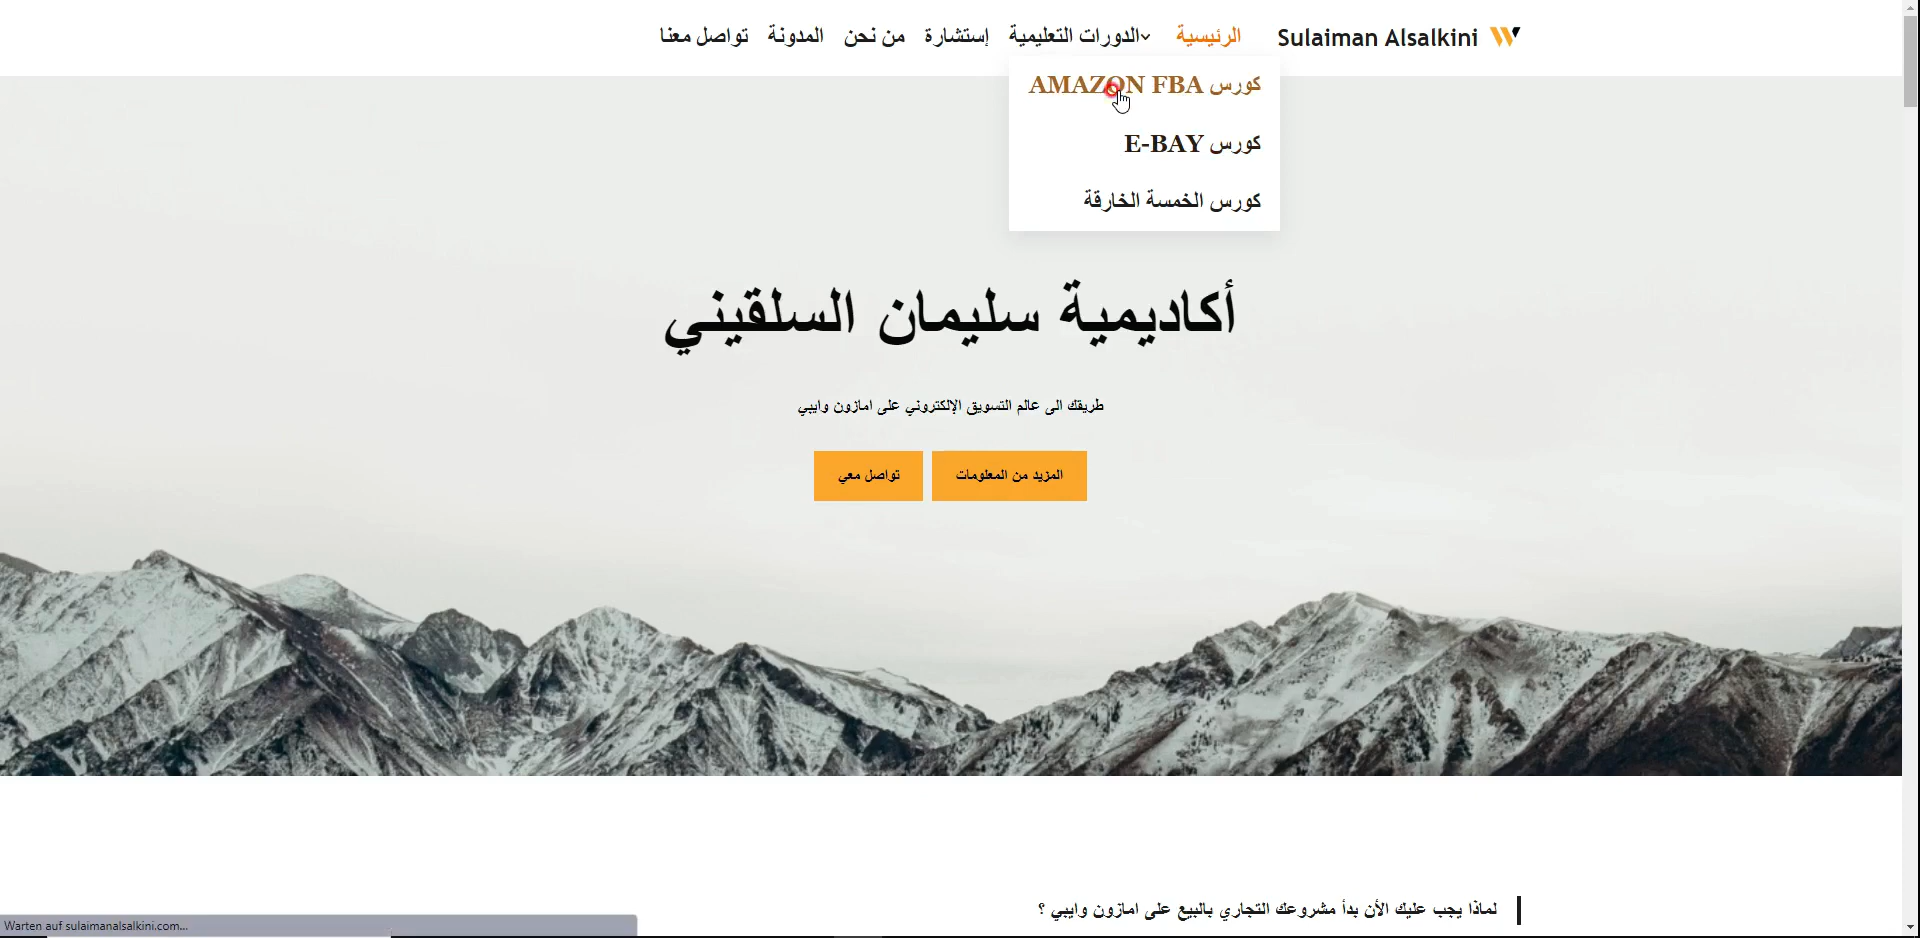 Sulaiman Alsalkini
الرئيسية
الدورات التعليمية
إستشارة
من نحن
المدونة
تواصل معنا
كورس AMAZON FBA
كورس E-BAY
كورس الخمسة الخارقة
أكاديمية سليمان السلقيني
طريقك الى عالم التسويق الإلكتروني على امازون وايبي
المزيد من المعلومات
تواصل معي
لماذا يجب عليك الأن بدأ مشروعك التجاري بالبيع على امازون وايبي ؟
Warten auf sulaimanalsalkini.com...